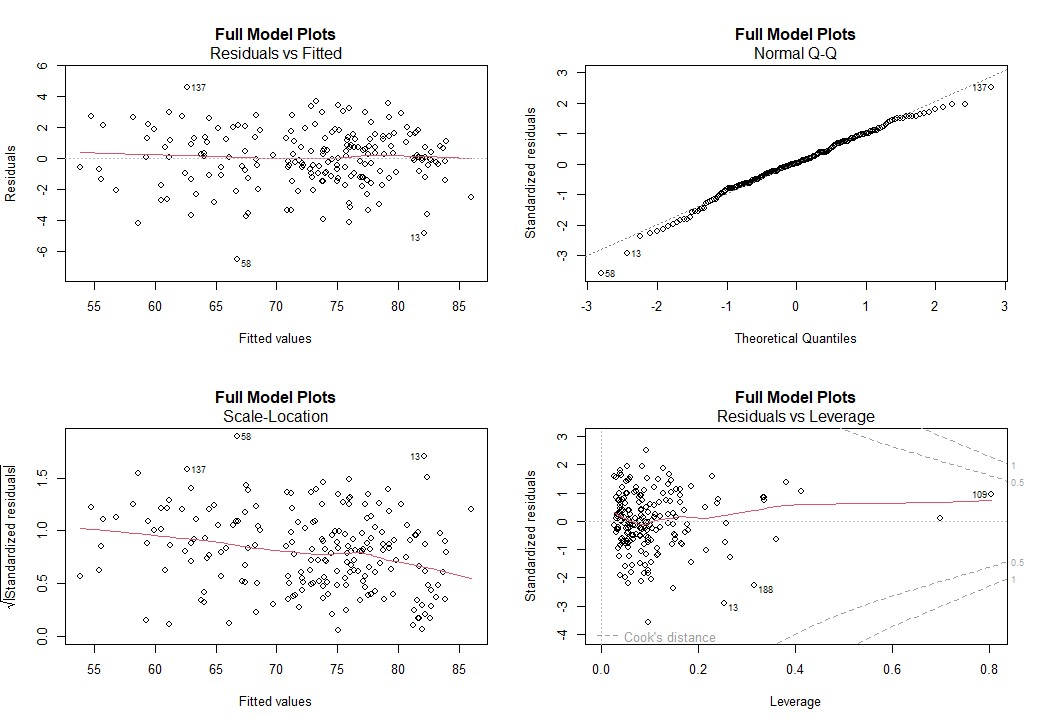 Full Model Plots
Residuals vs Fitted
Residuals
6
4
2
0
-2
-4
-6
137
58
13
55 60 65 70 75 80 85
Fitted values
Full Model Plots
Normal Q-Q
Standardized residuals
3
2
1
0
-1
-2
-3
137
13
58
-3 -2 -1 0 1 2 3
Theoretical Quantiles
Full Model Plots
Scale-Location
√|Standardized residuals|
1.5
1.0
0.5
0.0
58
137
13
55 60 65 70 75 80 85
Fitted values
Full Model Plots
Residuals vs Leverage
Standardized residuals
3
2
1
0
-1
-2
-3
-4
1
0.5
109
0.5
1
188
13
Cook's distance
0.0 0.2 0.4 0.6 0.8
Leverage